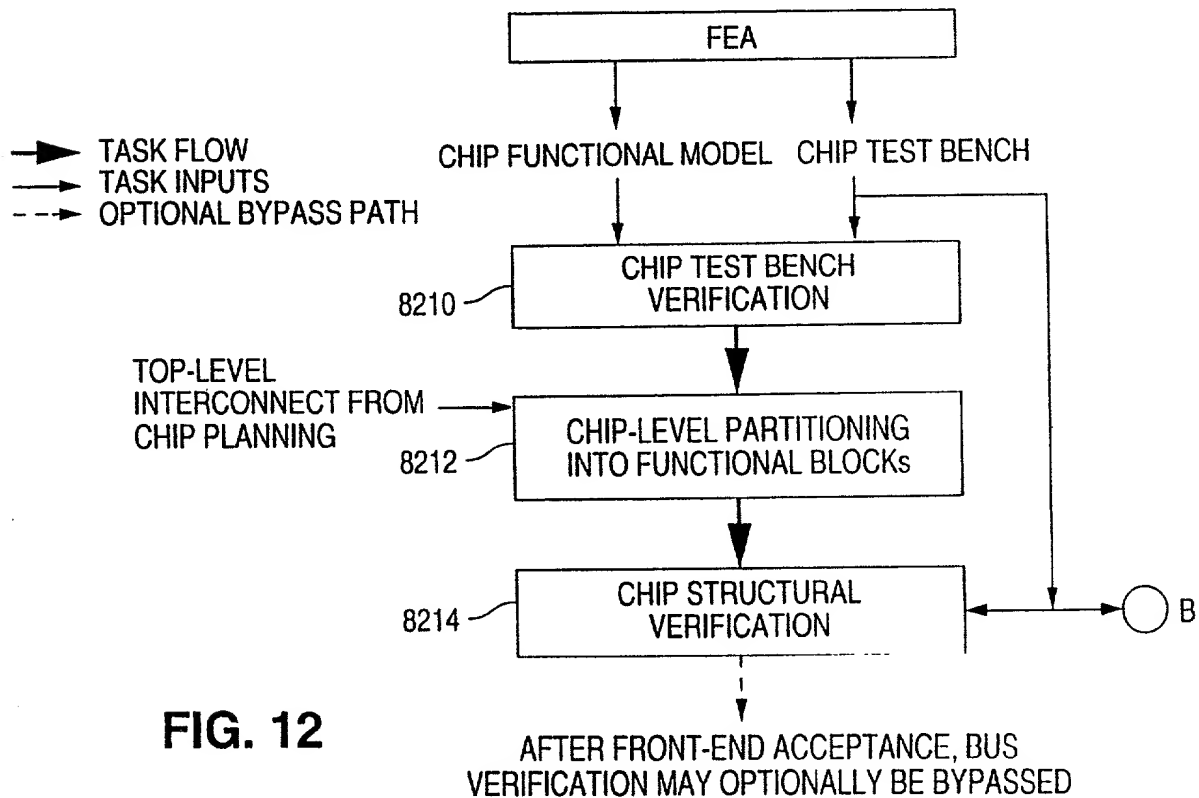 FEA
TASK FLOW
TASK INPUTS
OPTIONAL BYPASS PATH
CHIP FUNCTIONAL MODEL
CHIP TEST BENCH
CHIP TEST BENCH
VERIFICATION
8210
TOP-LEVEL
INTERCONNECT FROM
CHIP PLANNING
CHIP-LEVEL PARTITIONING
INTO FUNCTIONAL BLOCKs
8212
CHIP STRUCTURAL
VERIFICATION
8214
B
FIG. 12
AFTER FRONT-END ACCEPTANCE, BUS
VERIFICATION MAY OPTIONALLY BE BYPASSED